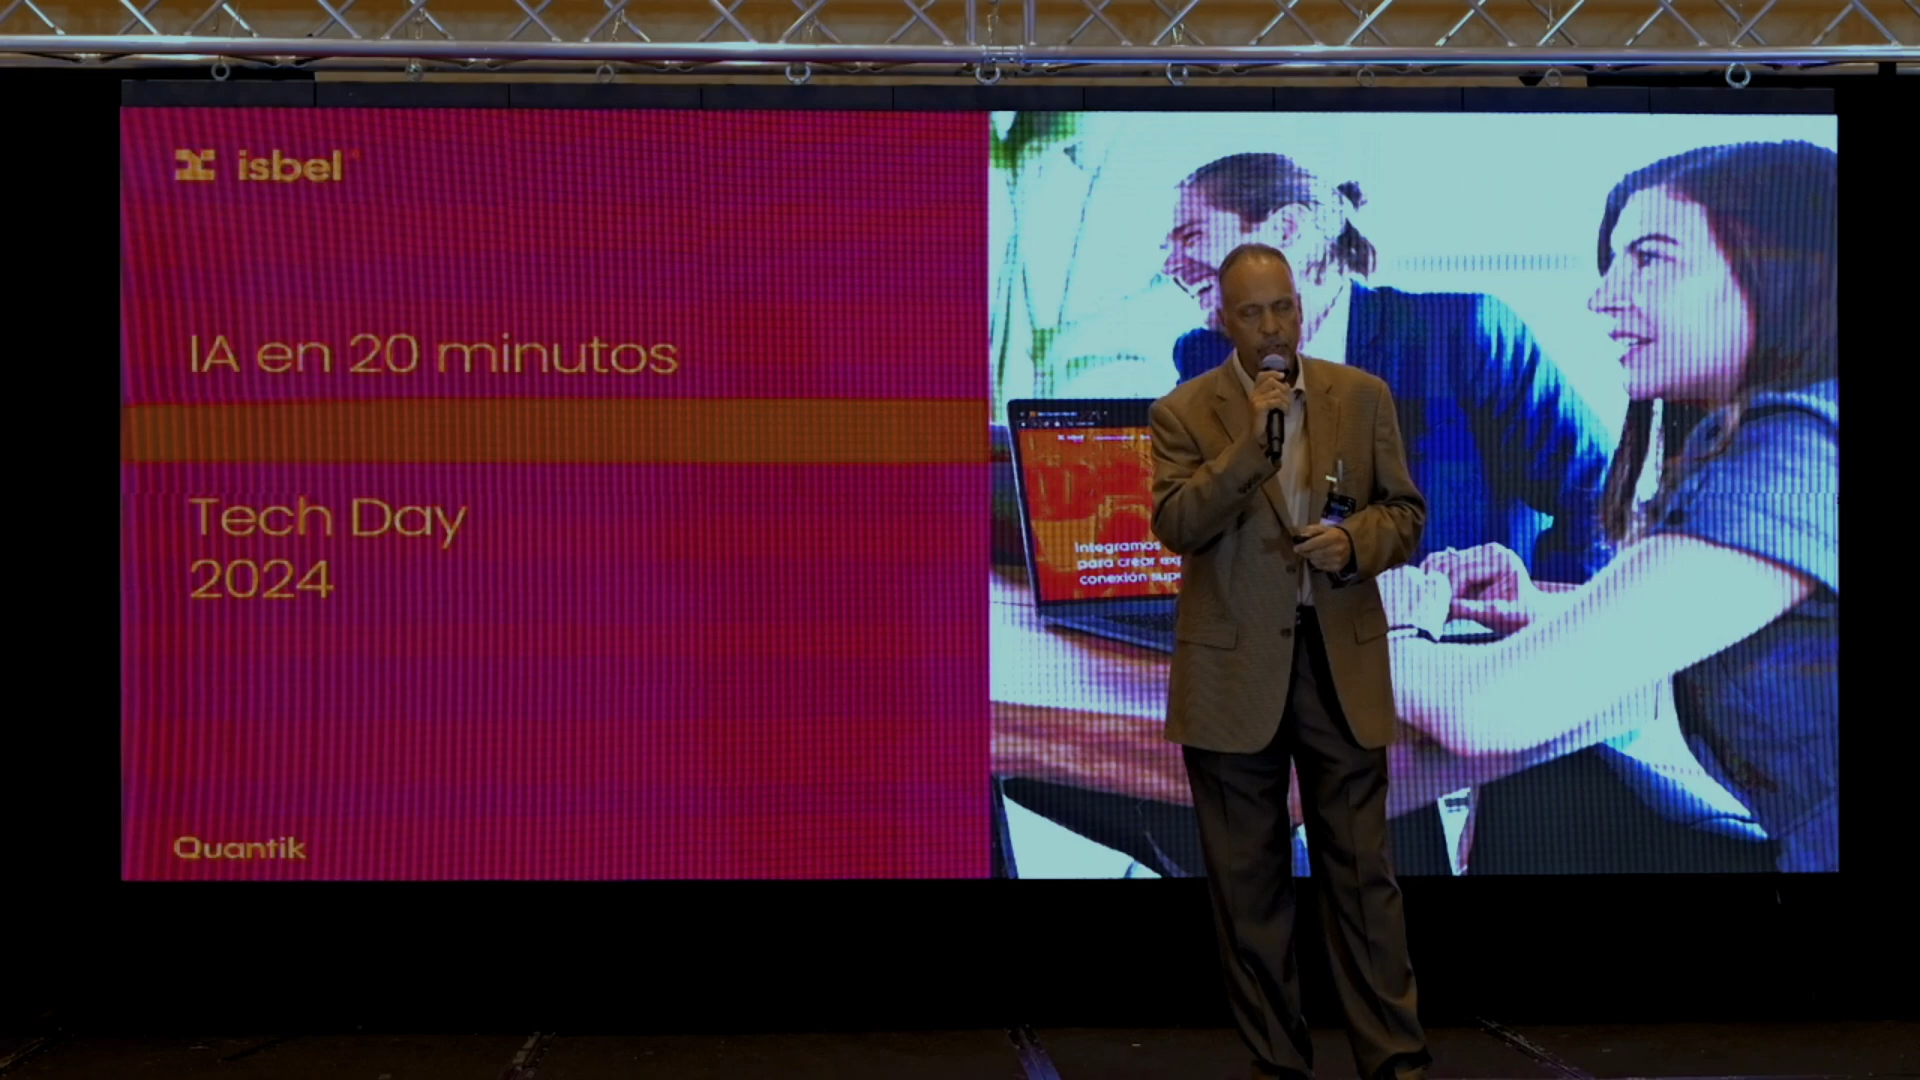 isbel
IA en 20 minutos
Tech Day
2024
Quantik
Integramos
para crear
conexión